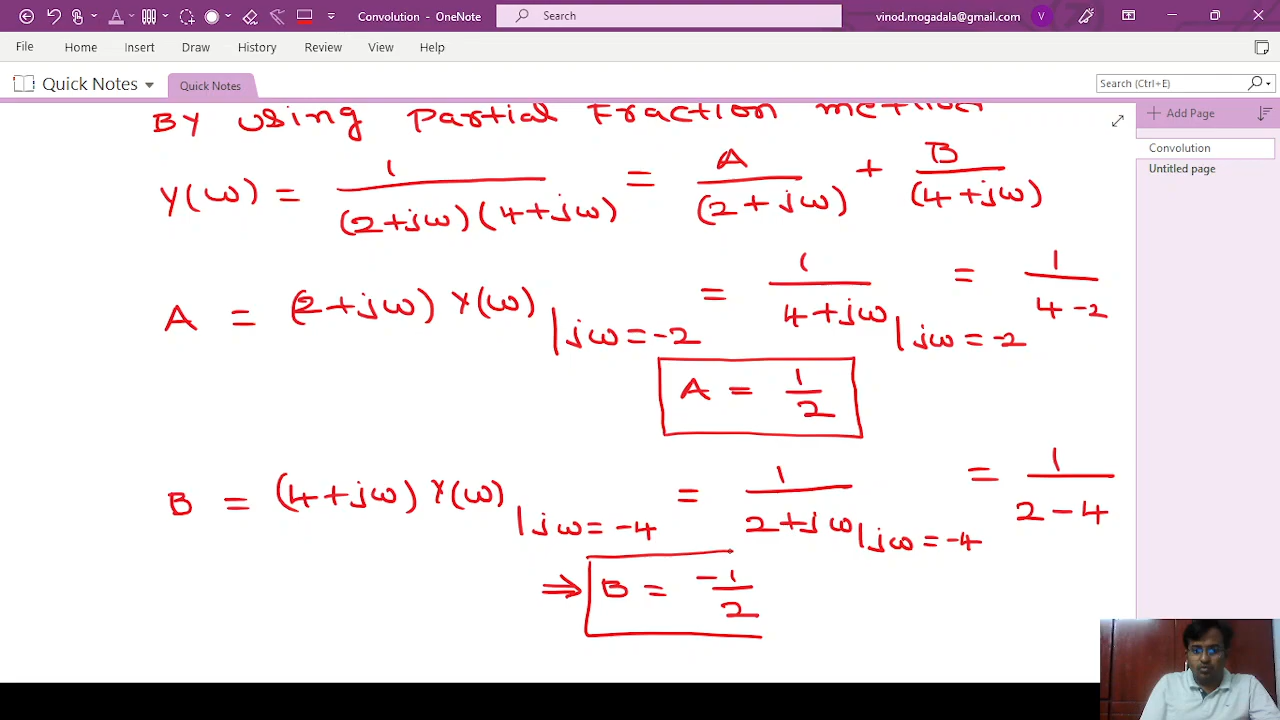 Convolution - OneNote
Search
vinod.mogadala@gmail.com
V
File Home Insert Draw History Review View Help
Quick Notes
Quick Notes
Search (Ctrl+E)
Add Page
Convolution
Untitled page
BY using Partial Fraction method
Y(ω) = 1/((2+jω)(4+jω)) = A/(2+jω) + B/(4+jω)
A = (2+jω) Y(ω) |jω=-2 = 1/(4+jω) |jω=-2 = 1/(4-2)
A = 1/2
B = (4+jω) Y(ω) |jω=-4 = 1/(2+jω) |jω=-4 = 1/(2-4)
⇒ B = -1/2